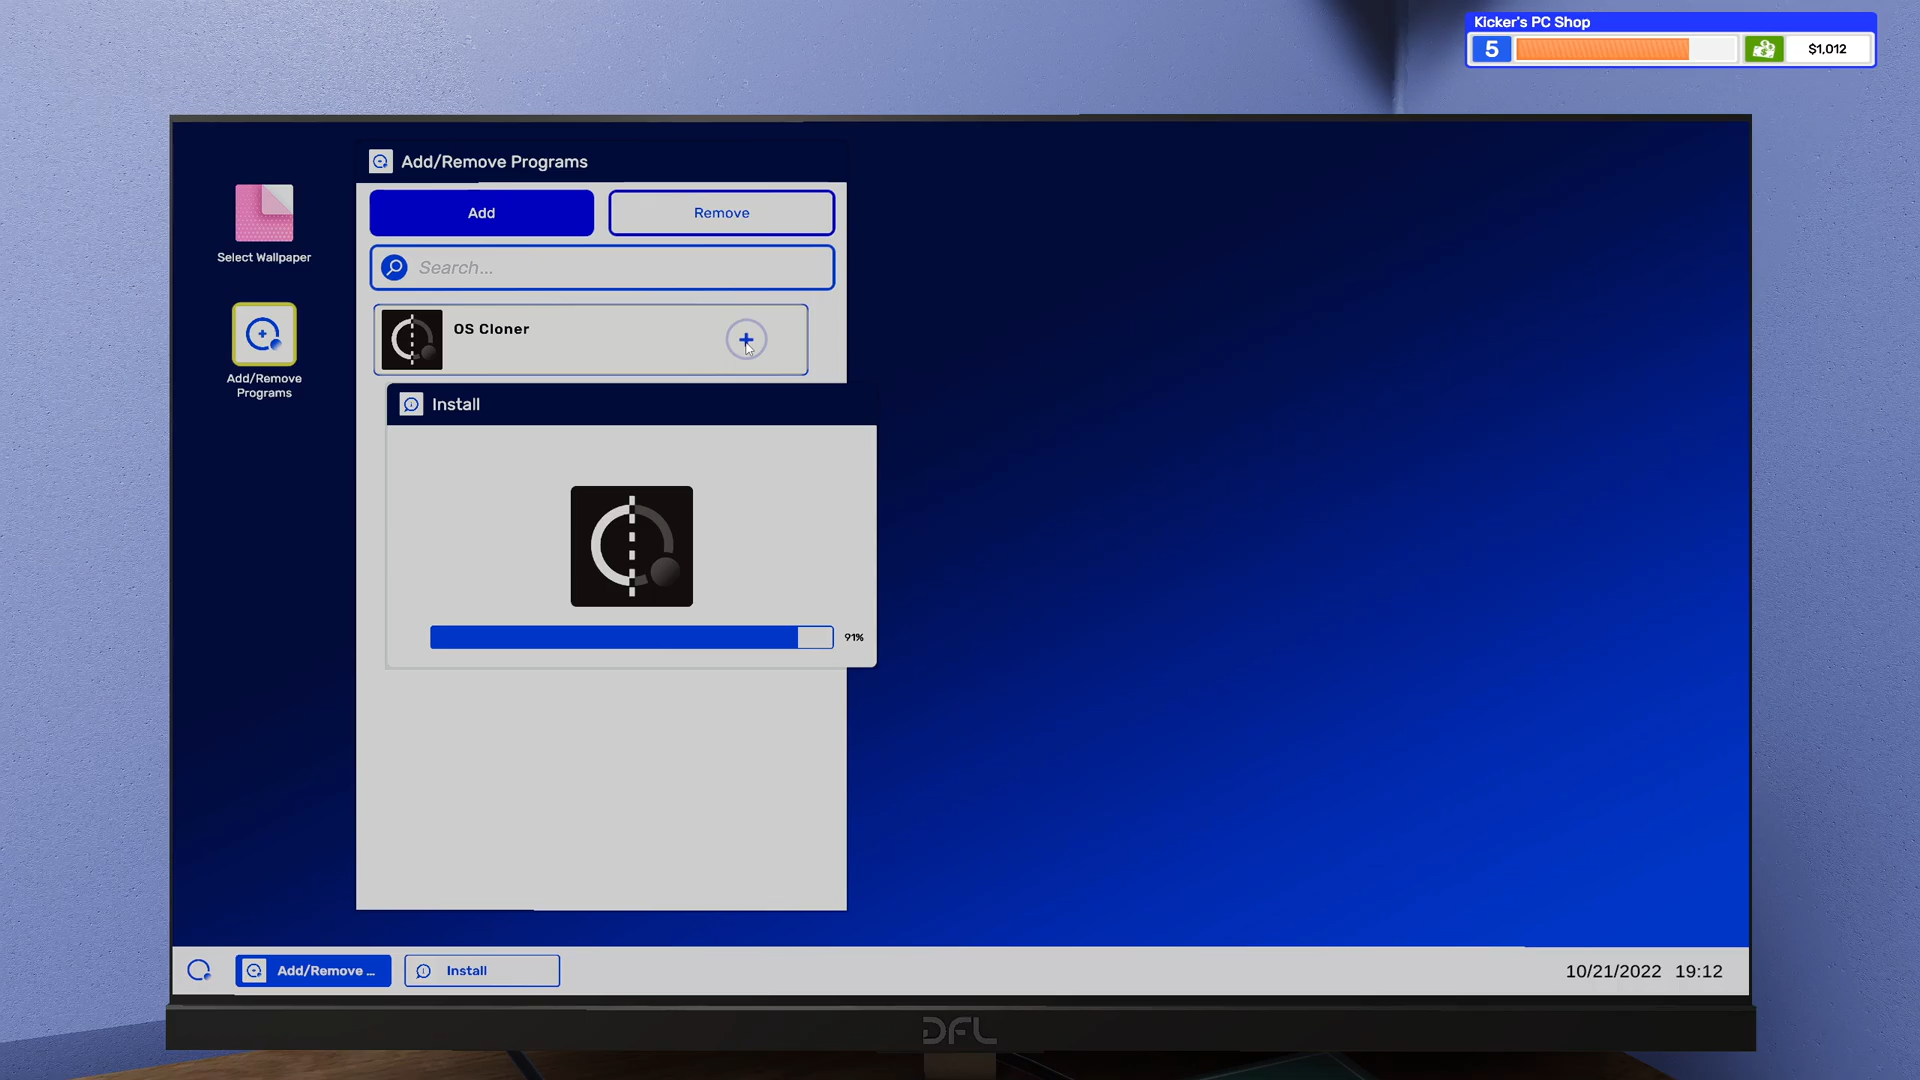 Kicker's PC Shop
5
$1,012
Add/Remove Programs
Add
Remove
Search...
OS Cloner
Select Wallpaper
Add/Remove
Programs
Install
91%
Add/Remove ...
Install
10/21/2022 19:12
DFL